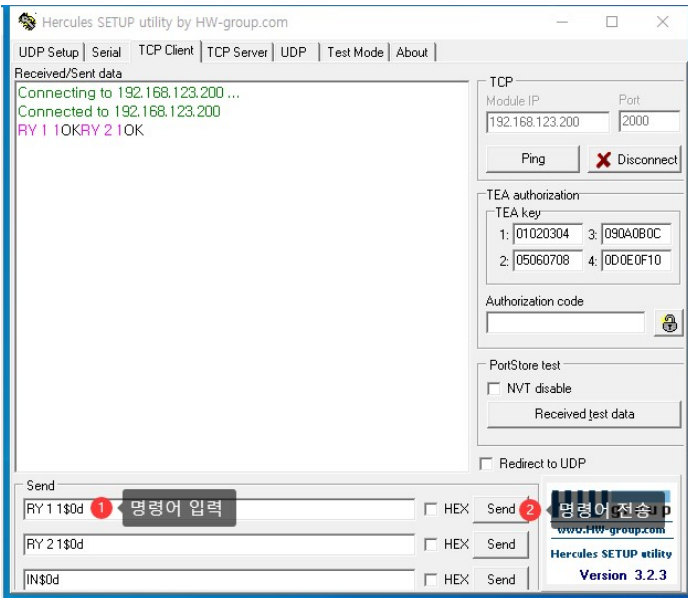 Hercules SETUP utility by HW-group.com
UDP Setup Serial TCP Client TCP Server UDP Test Mode About
Received/Sent data
Connecting to 192.168.123.200 ...
Connected to 192.168.123.200
RY 1 1OKRY 2 1OK
TCP
Module IP Port
192.168.123.200 2000
Ping Disconnect
TEA authorization
TEA key
1: 01020304 3: 090A0B0C
2: 05060708 4: 0D0E0F10
Authorization code
PortStore test
NVT disable
Received test data
Redirect to UDP
Send
RY 1 1$0d 1 명령어 입력 HEX Send 2 명령어 전송
www.HW-group.com
RY 2 1$0d HEX Send
Hercules SETUP utility
IN$0d HEX Send
Version 3.2.3